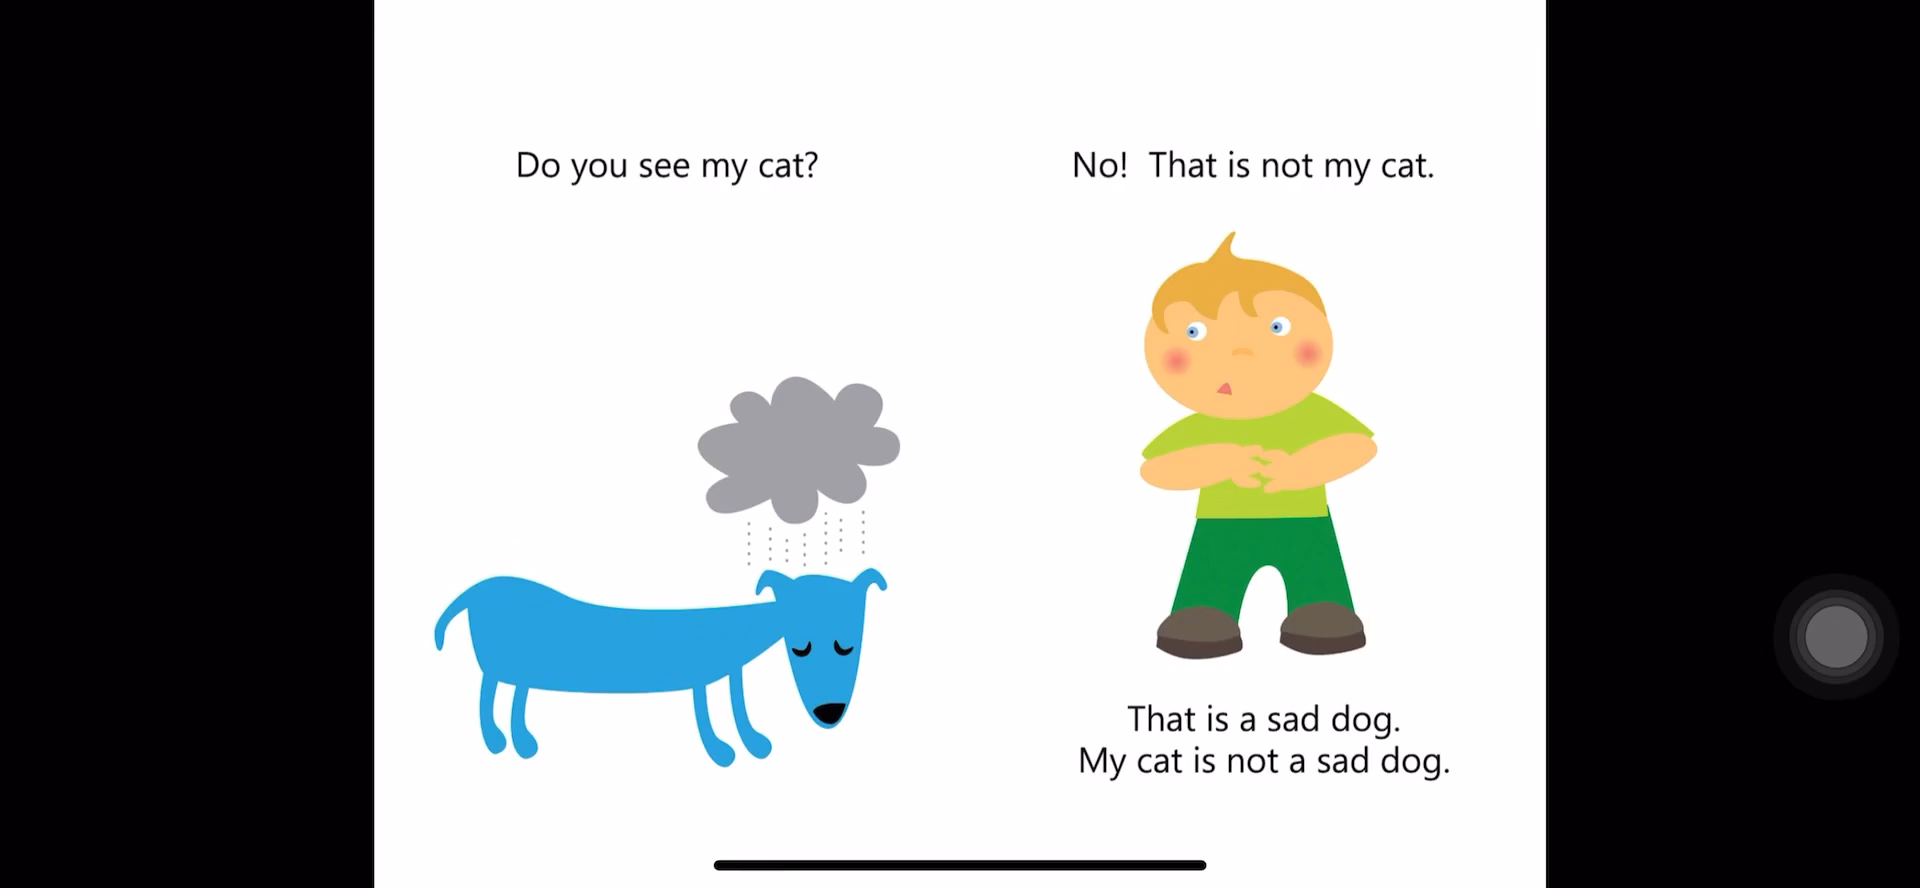 Do you see my cat?
No!  That is not my cat.
That is a sad dog.
My cat is not a sad dog.